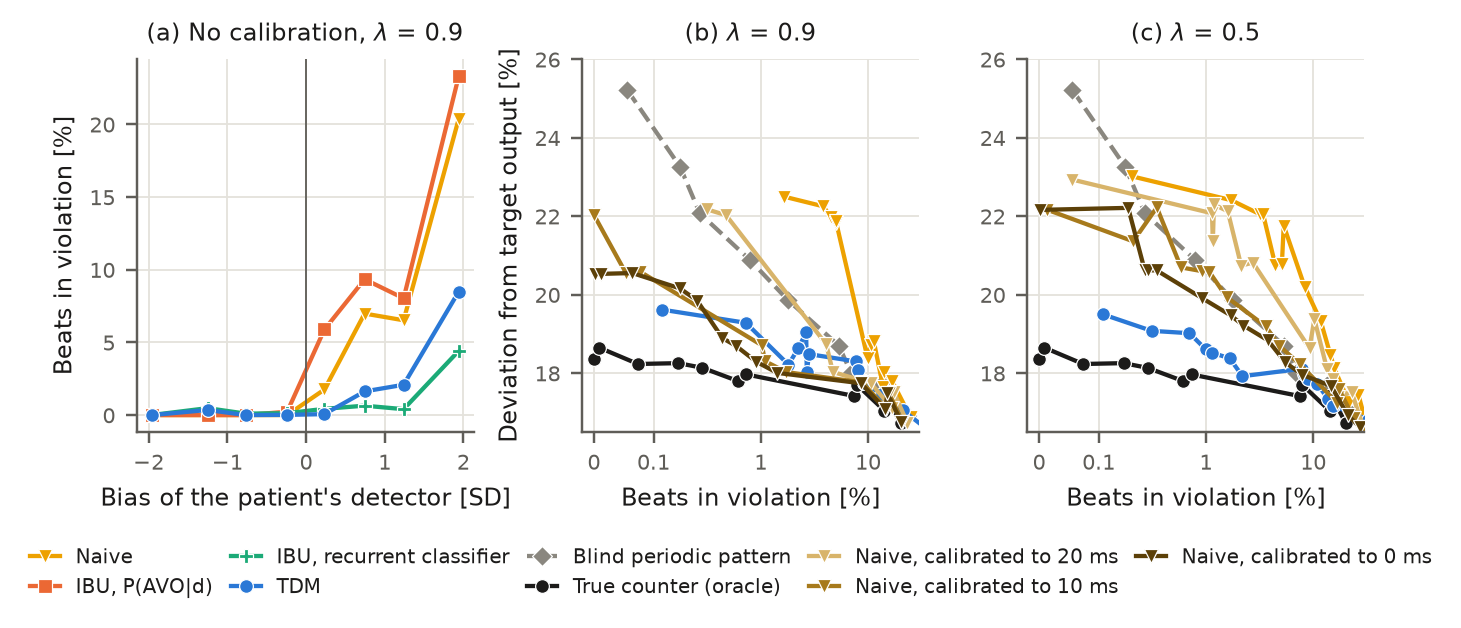 (a) No calibration, λ = 0.9
(b) λ = 0.9
(c) λ = 0.5
Beats in violation [%]
20
15
10
5
0
−2
−1
0
1
2
Bias of the patient's detector [SD]
Deviation from target output [%]
26
24
22
20
18
0
0.1
1
10
Beats in violation [%]
26
24
22
20
18
0
0.1
1
10
Beats in violation [%]
Naive
IBU, P(AVO|d)
IBU, recurrent classifier
TDM
Blind periodic pattern
True counter (oracle)
Naive, calibrated to 20 ms
Naive, calibrated to 10 ms
Naive, calibrated to 0 ms